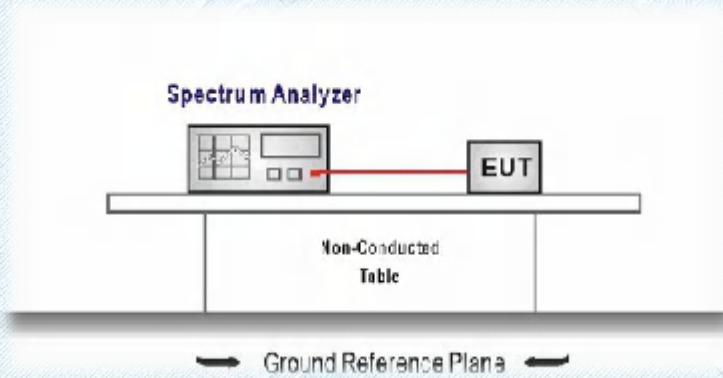 Spectrum Analyzer
EUT
Non-Conducted
Table
Ground Reference Plane